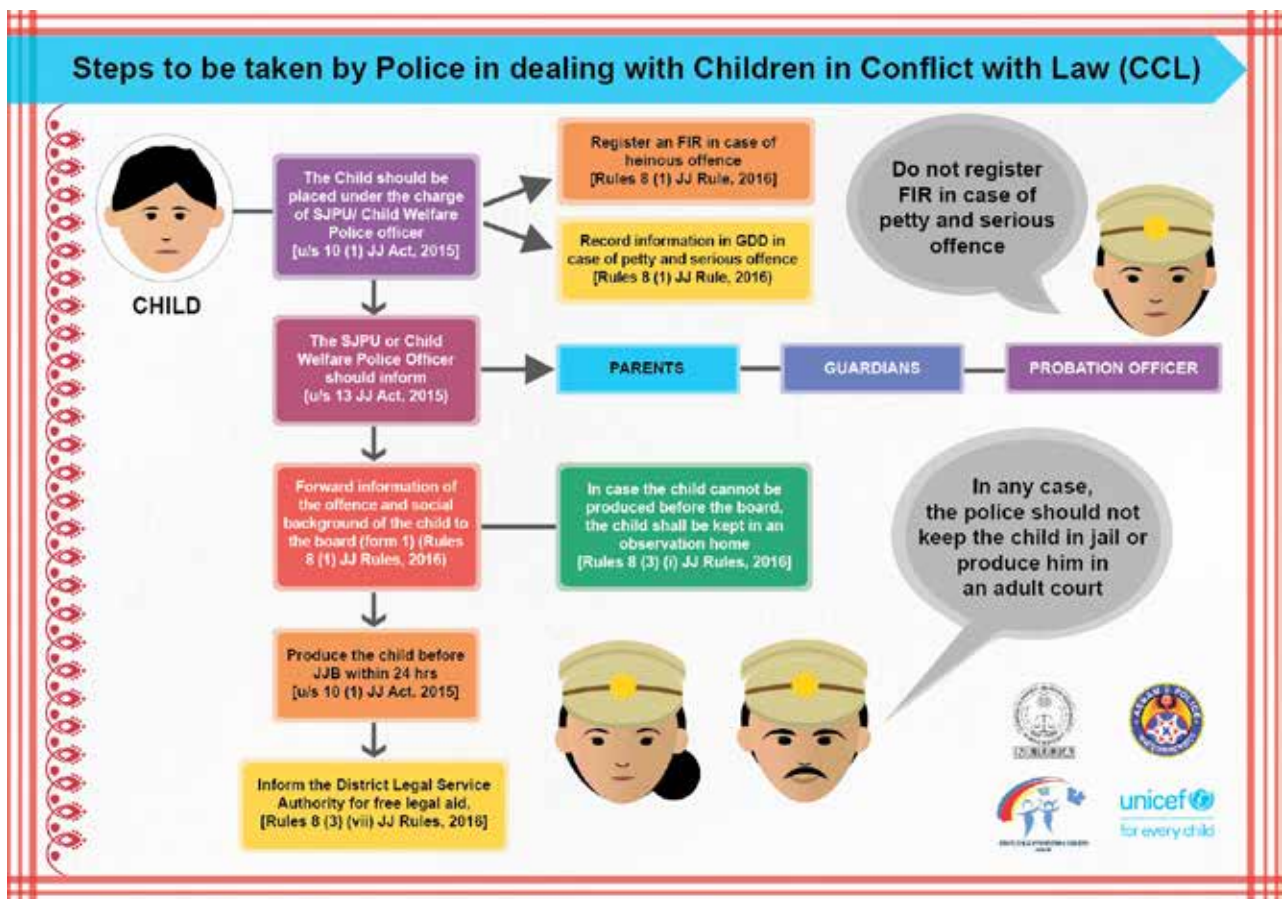 Steps to be taken by Police in dealing with Children in Conflict with Law (CCL)
CHILD
The Child should be
placed under the charge
of SJPU/ Child Welfare
Police officer
[u/s 10 (1) JJ Act, 2015]
Register an FIR in case of
heinous offence
[Rules 8 (1) JJ Rule, 2016]
Record information in GDD in
case of petty and serious offence
[Rules 8 (1) JJ Rule, 2016)
Do not register
FIR in case of
petty and serious
offence
The SJPU or Child
Welfare Police Officer
should inform
(u/s 13 JJ Act, 2015)
PARENTS
GUARDIANS
PROBATION OFFICER
Forward information of
the offence and social
background of the child to
the board (form 1) (Rules
8 (1) JJ Rules, 2016)
In case the child cannot be
produced before the board,
the child shall be kept in an
observation home
[Rules 8 (3) (i) JJ Rules, 2016]
In any case,
the police should not
keep the child in jail or
produce him in
an adult court
Produce the child before
JJB within 24 hrs
[u/s 10 (1) JJ Act, 2015]
Inform the District Legal Service
Authority for free legal aid.
[Rules 8 (3) (vii) JJ Rules, 2016]
ASSAM POLICE
unicef
for every child